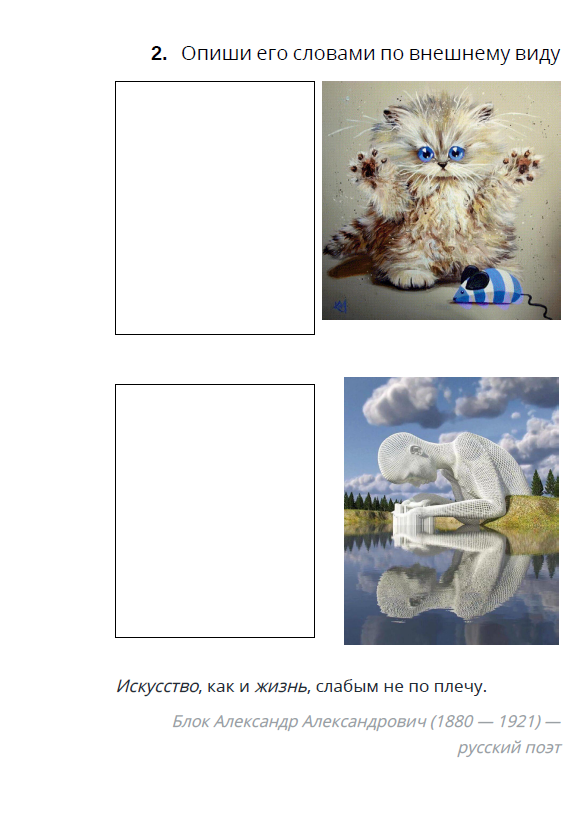 2. Опиши его словами по внешнему виду
Искусство, как и жизнь, слабым не по плечу.
Блок Александр Александрович (1880 — 1921) —
русский поэт